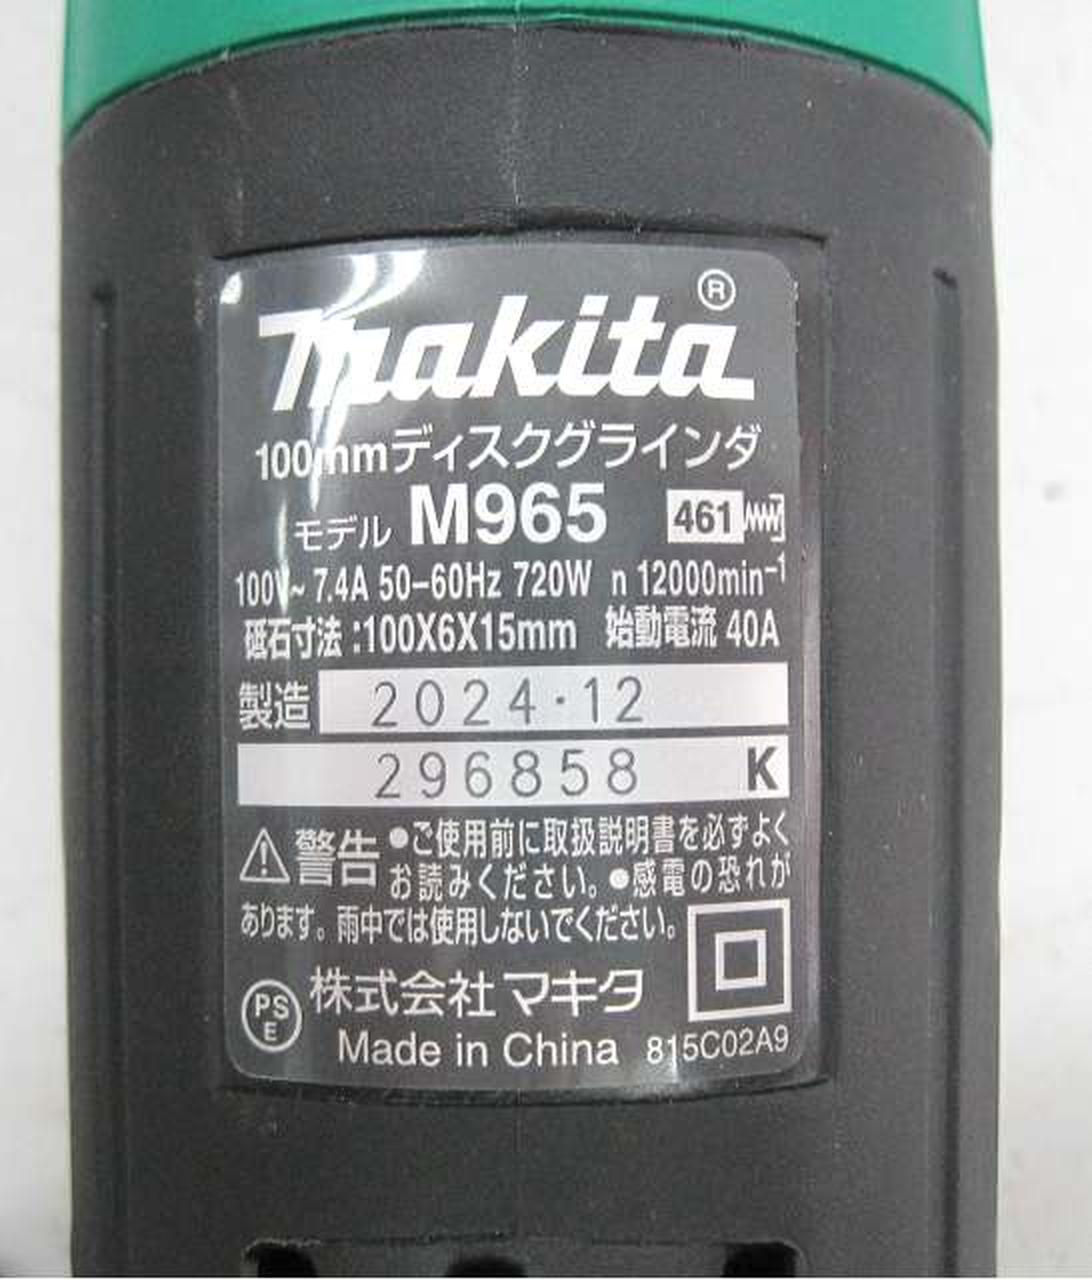 makita®
100mmディスクグラインダ
モデル M965 461
100V~ 7.4A 50-60Hz 720W n 12000min⁻¹
砥石寸法:100X6X15mm 始動電流 40A
製造 2024・12
296858 K
警告 ●ご使用前に取扱説明書を必ずよく
お読みください。●感電の恐れが
あります。雨中では使用しないでください。
PS
E
株式会社マキタ
Made in China 815C02A9